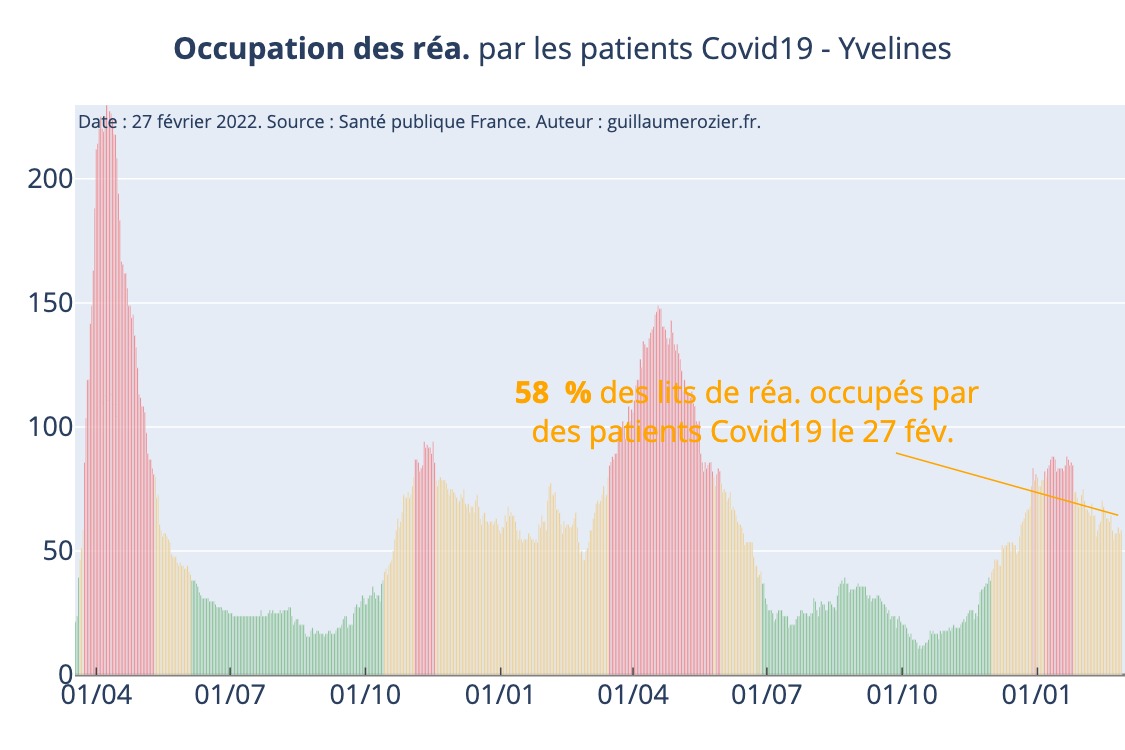 Occupation des réa. par les patients Covid19 - Yvelines
Date : 27 février 2022. Source : Santé publique France. Auteur : guillaumerozier.fr.
200
150
58 % des lits de réa. occupés par
des patients Covid19 le 27 fév.
100
50
0
01/04 01/07 01/10 01/01 01/04 01/07 01/10 01/01